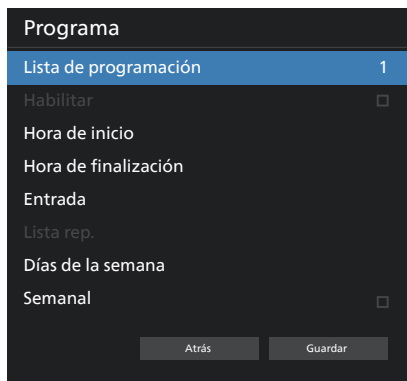 Programa
Lista de programación 1
Habilitar
Hora de inicio
Hora de finalización
Entrada
Lista rep.
Días de la semana
Semanal
Atrás Guardar